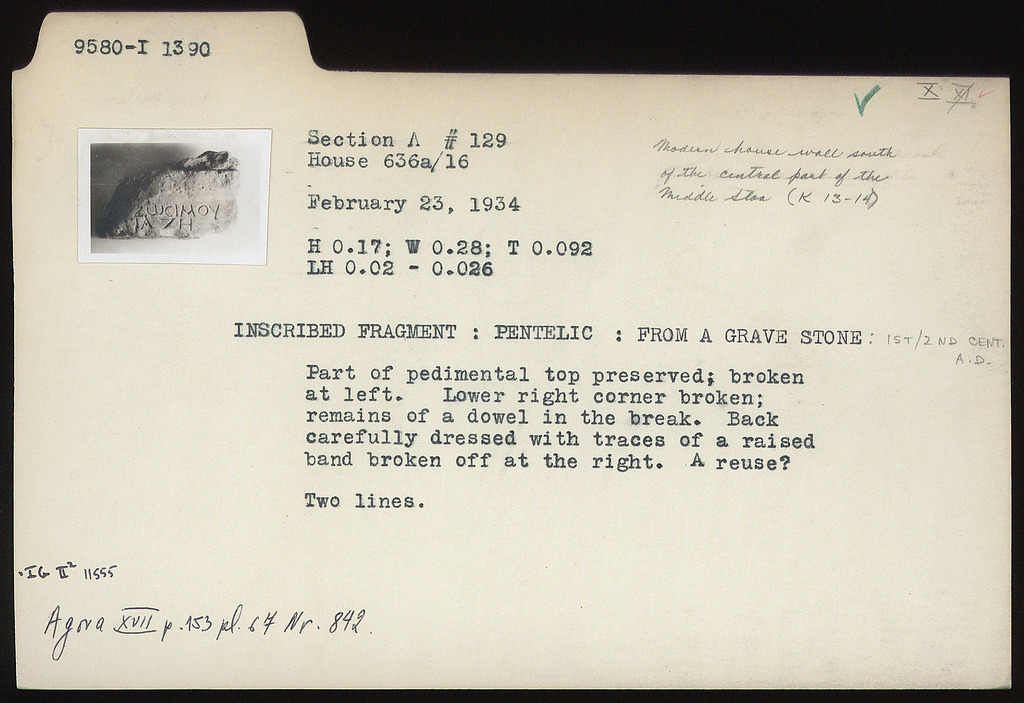 9580-I 1390
X XI
Section A # 129
House 636a/16
Modern house wall south
of the central part of the
Middle Stoa (K 13-14)
February 23, 1934
ΖΩΣΙΜΟΥ
ΖΗ
H 0.17; W 0.28; T 0.092
LH 0.02 - 0.026
INSCRIBED FRAGMENT : PENTELIC : FROM A GRAVE STONE: 1ST/2ND CENT.
A.D.
Part of pedimental top preserved; broken
at left. Lower right corner broken;
remains of a dowel in the break. Back
carefully dressed with traces of a raised
band broken off at the right. A reuse?
Two lines.
IG II² 11555
Agora XVII p.153 pl.67 Nr. 842.